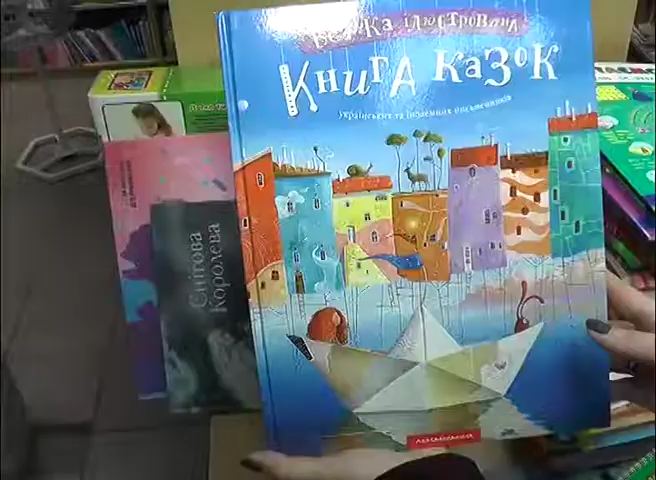 Велика ілюстрована
Книга казок
українських та іноземних письменників
Снігова
Королева